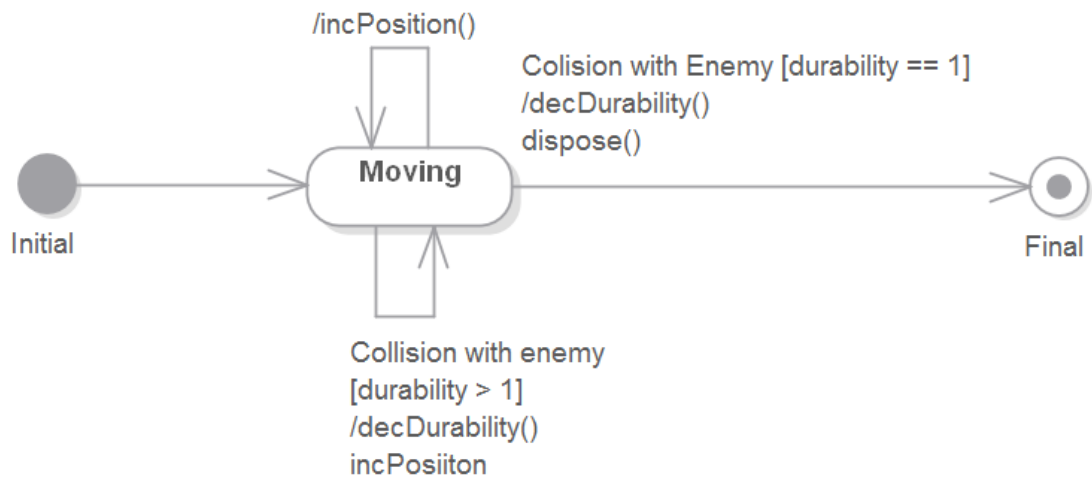 /incPosition()
Colision with Enemy [durability == 1]
/decDurability()
dispose()
Moving
Initial
Final
Collision with enemy
[durability > 1]
/decDurability()
incPosiiton